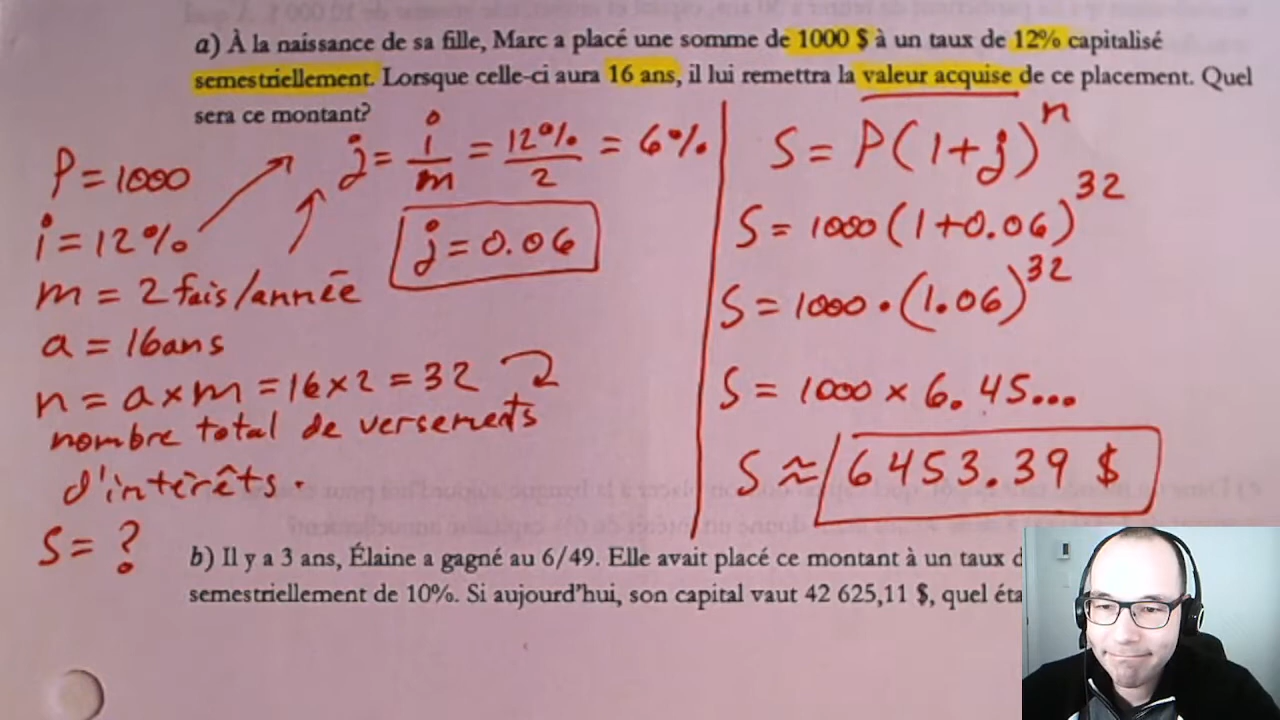 a) À la naissance de sa fille, Marc a placé une somme de 1000 $ à un taux de 12% capitalisé
semestriellement. Lorsque celle-ci aura 16 ans, il lui remettra la valeur acquise de ce placement. Quel
sera ce montant?
P = 1000
i = 12%
m = 2 fais/année
a = 16ans
n = a x m = 16 x 2 = 32
nombre total de versements
d'intérêts.
S = ?
j = i/m = 12%/2 = 6%
j = 0.06
S = P(1+j)^n
S = 1000(1+0.06)^32
S = 1000 • (1.06)^32
S = 1000 x 6.45...
S ≈ 6453.39 $
b) Il y a 3 ans, Élaine a gagné au 6/49. Elle avait placé ce montant à un taux
semestriellement de 10%. Si aujourd'hui, son capital vaut 42 625,11 $, quel